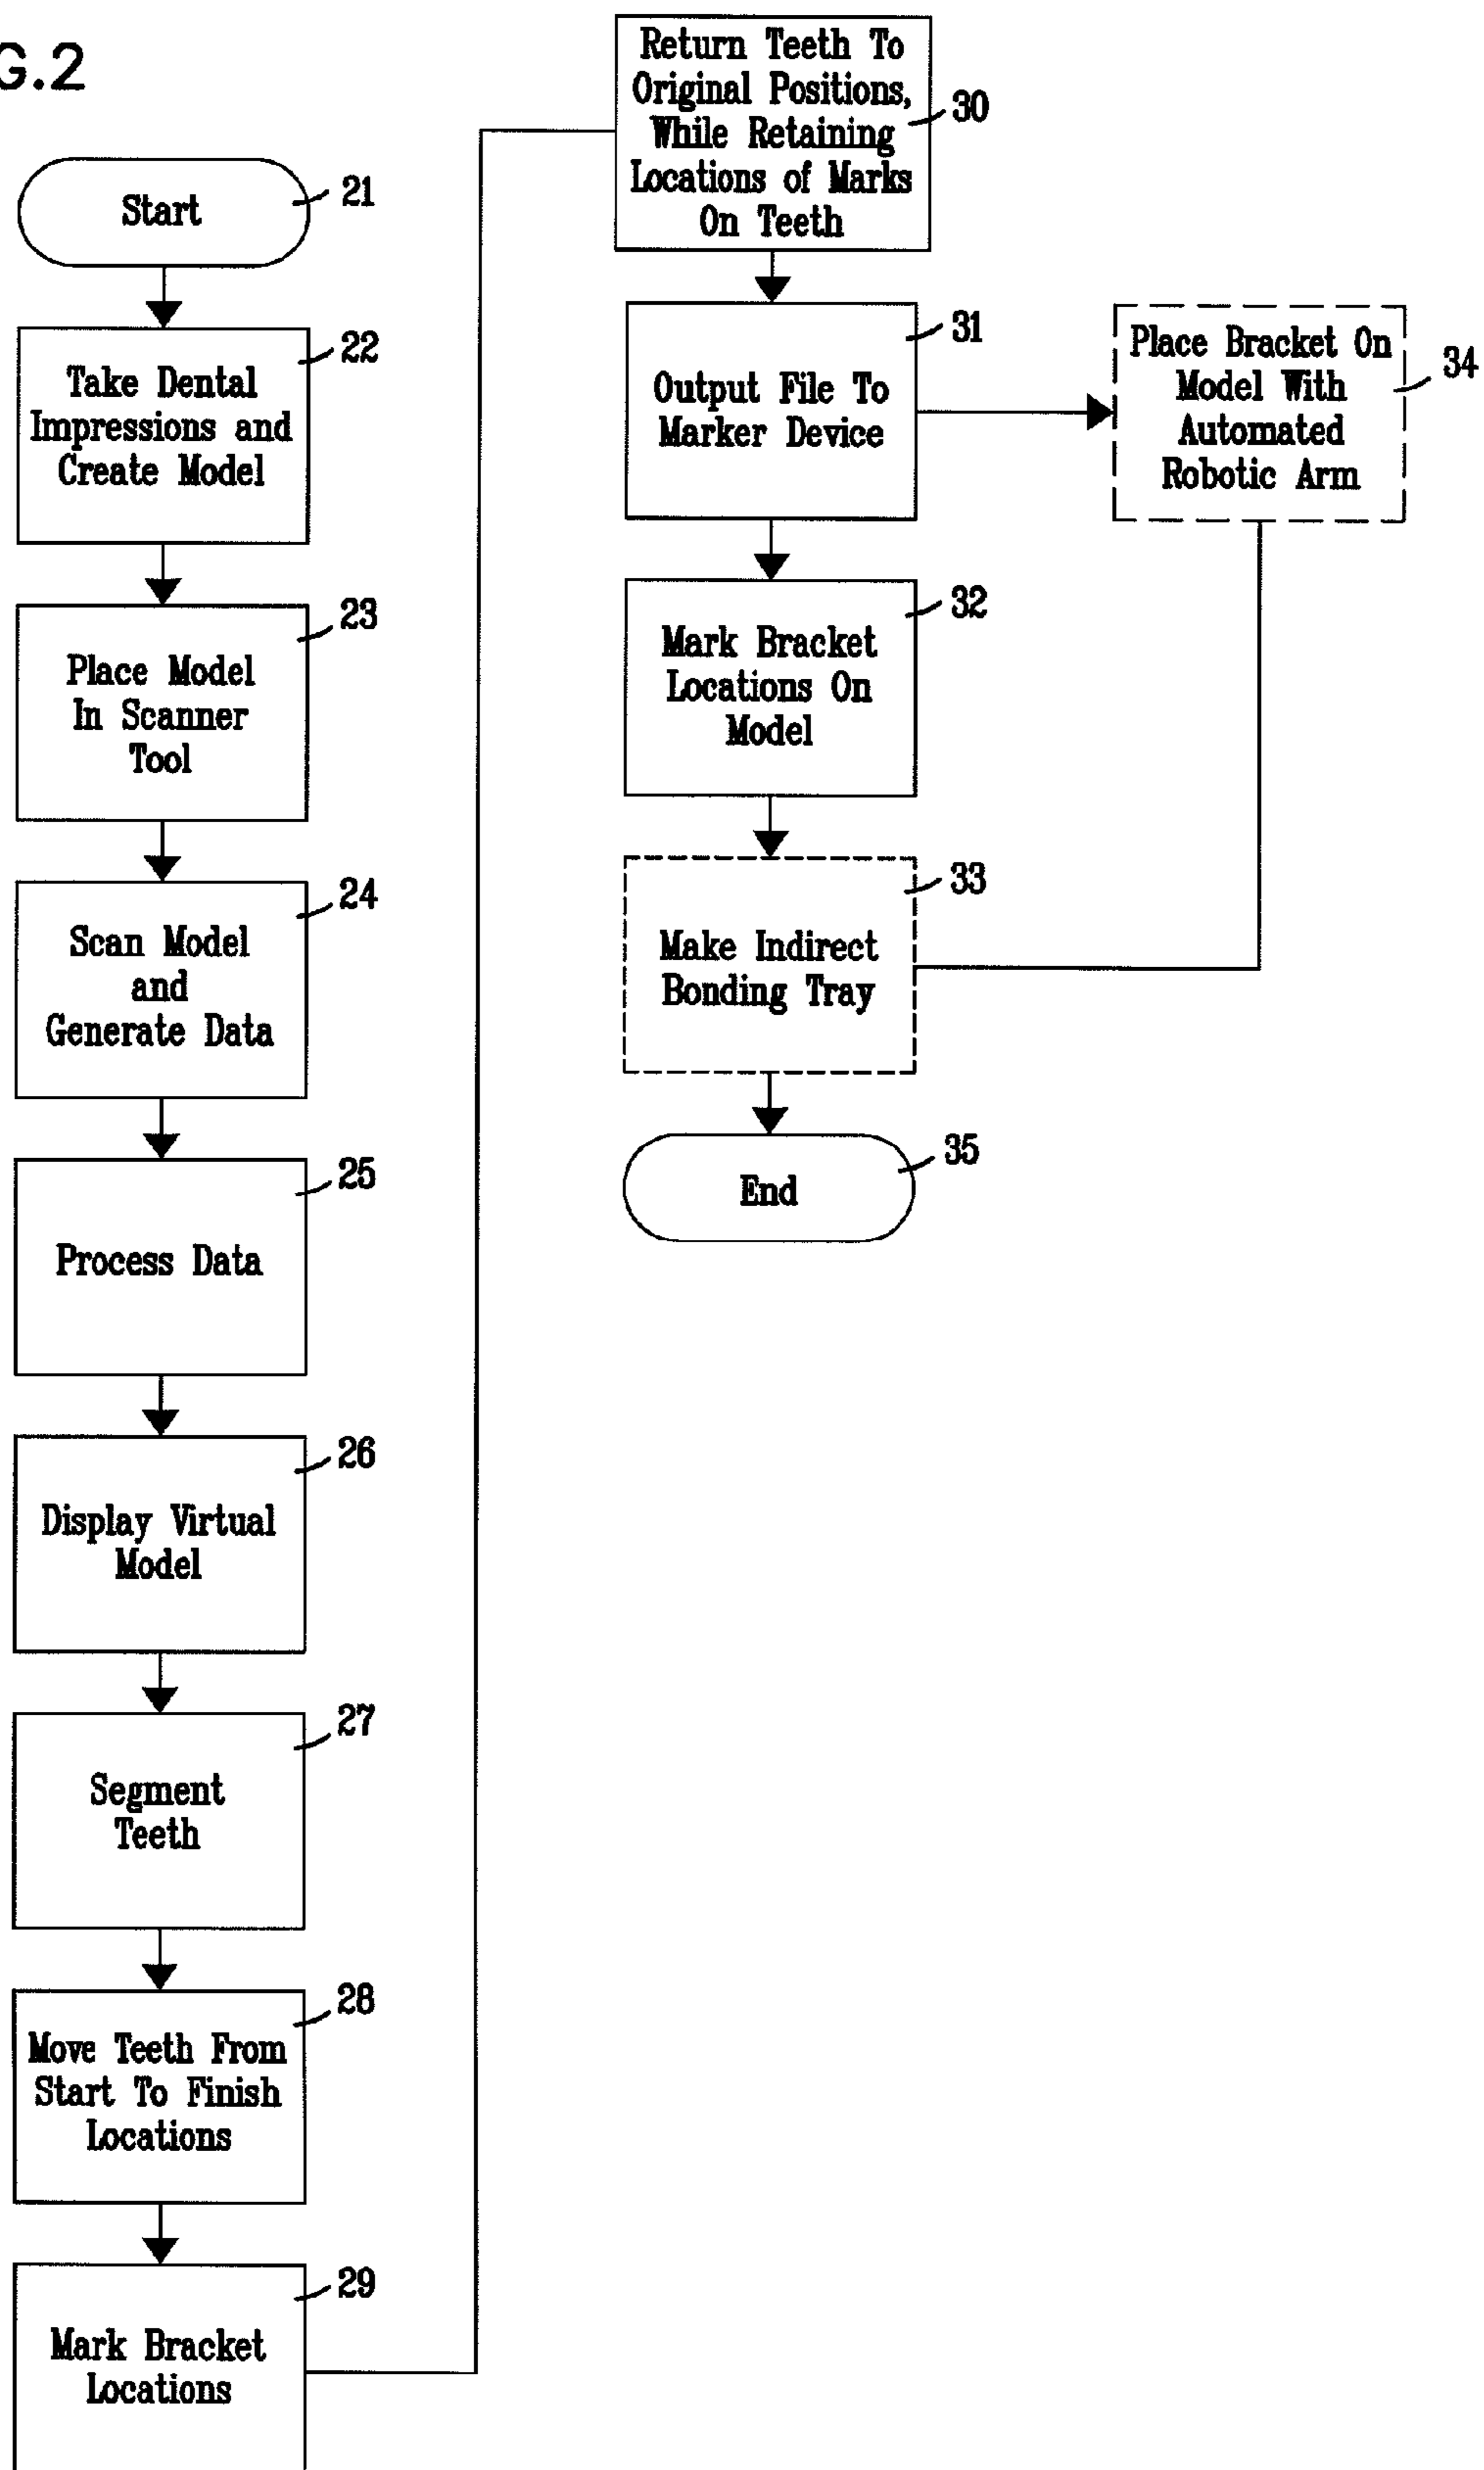 G.2
Start
21
Take Dental
Impressions and
Create Model
22
Place Model
In Scanner
Tool
23
Scan Model
and
Generate Data
24
Process Data
25
Display Virtual
Model
26
Segment
Teeth
27
Move Teeth From
Start To Finish
Locations
28
Mark Bracket
Locations
29
Return Teeth To
Original Positions,
While Retaining
Locations of Marks
On Teeth
30
Output File To
Marker Device
31
Mark Bracket
Locations On
Model
32
Make Indirect
Bonding Tray
33
Place Bracket On
Model With
Automated
Robotic Arm
34
End
35